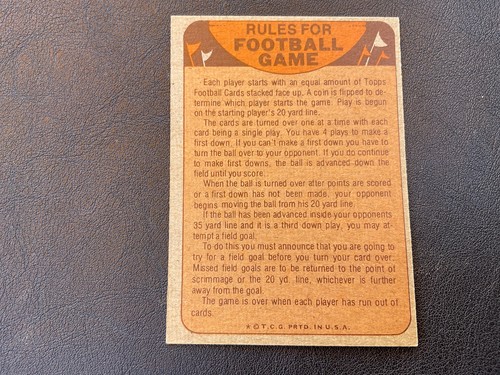 RULES FOR
FOOTBALL
GAME
Each player starts with an equal amount of Topps
Football Cards stacked face up. A coin is flipped to de-
termine which player starts the game. Play is begun
on the starting player's 20 yard line.
The cards are turned over one at a time with each
card being a single play. You have 4 plays to make a
first down. If you can't make a first down you have to
turn the ball over to your opponent. If you do continue
to make first downs, the ball is advanced down the
field until you score.
When the ball is turned over after points are scored
or a first down has not been made, your opponent
begins moving the ball from his 20 yard line.
If the ball has been advanced inside your opponents
35 yard line and it is a third down play, you may at-
tempt a field goal.
To do this you must announce that you are going to
try for a field goal before you turn your card over.
Missed field goals are to be returned to the point of
scrimmage or the 20 yd. line, whichever is further
away from the goal.
The game is over when each player has run out of
cards.
* © T.C.G. PRTD. IN U.S.A.